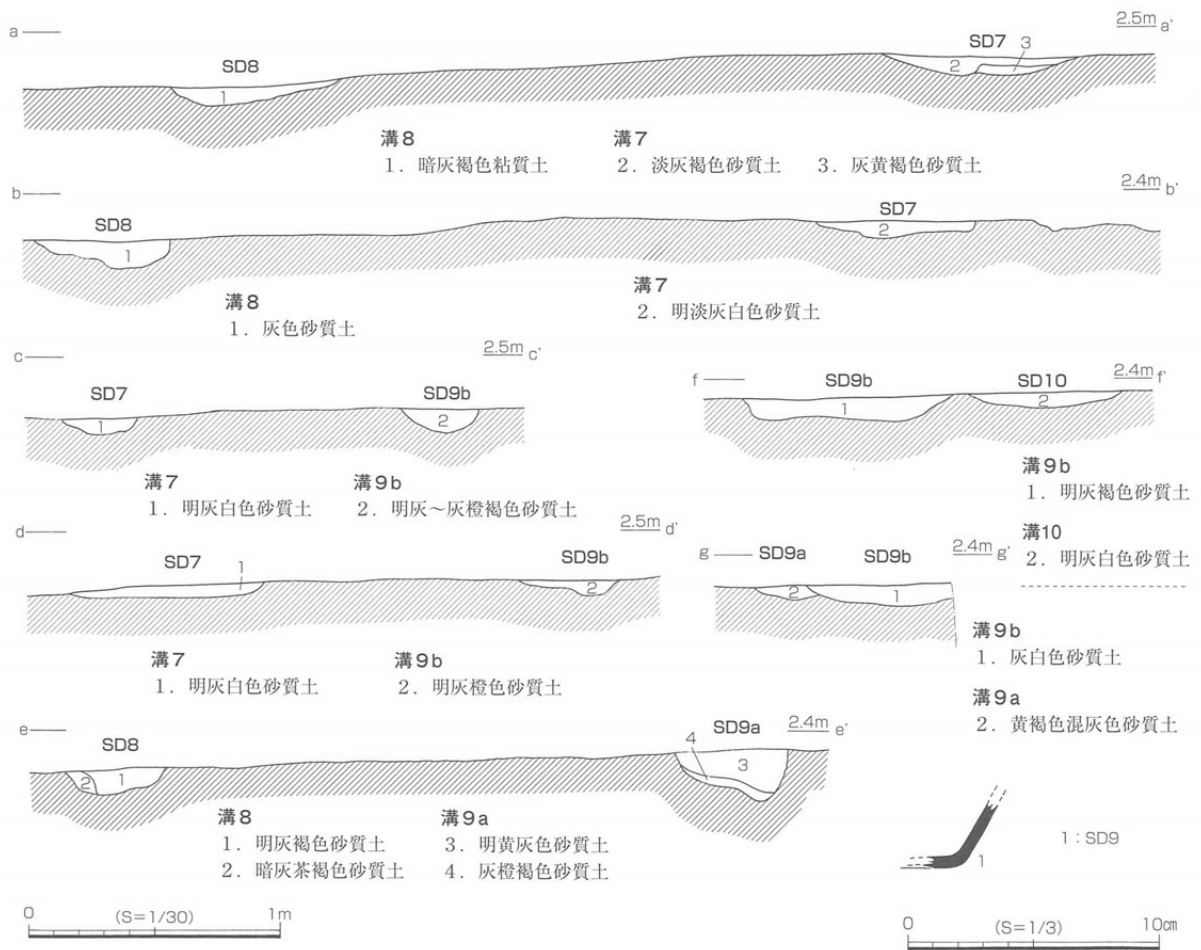 a 2.5m a'
SD8 SD7 3
1 2
溝8 溝7
1．暗灰褐色粘質土 2．淡灰褐色砂質土 3．灰黄褐色砂質土
b 2.4m b'
SD8 SD7
1 2
溝8 溝7
1．灰色砂質土 2．明淡灰白色砂質土
c 2.5m c'
SD7 SD9b
1 2
溝7 溝9b
1．明灰白色砂質土 2．明灰～灰橙褐色砂質土
f 2.4m f'
SD9b SD10
1 2
溝9b
1．明灰褐色砂質土
溝10
2．明灰白色砂質土
d 2.5m d'
SD7 1 SD9b
2
溝7 溝9b
1．明灰白色砂質土 2．明灰橙色砂質土
g SD9a SD9b 2.4m g'
2 1
溝9b
1．灰白色砂質土
溝9a
2．黄褐色混灰色砂質土
e 2.4m e'
SD8 SD9a
2 1 4 3
溝8 溝9a
1．明灰褐色砂質土 3．明黄灰色砂質土
2．暗灰茶褐色砂質土 4．灰橙褐色砂質土
1 1：SD9
0 (S=1/30) 1m
0 (S=1/3) 10㎝